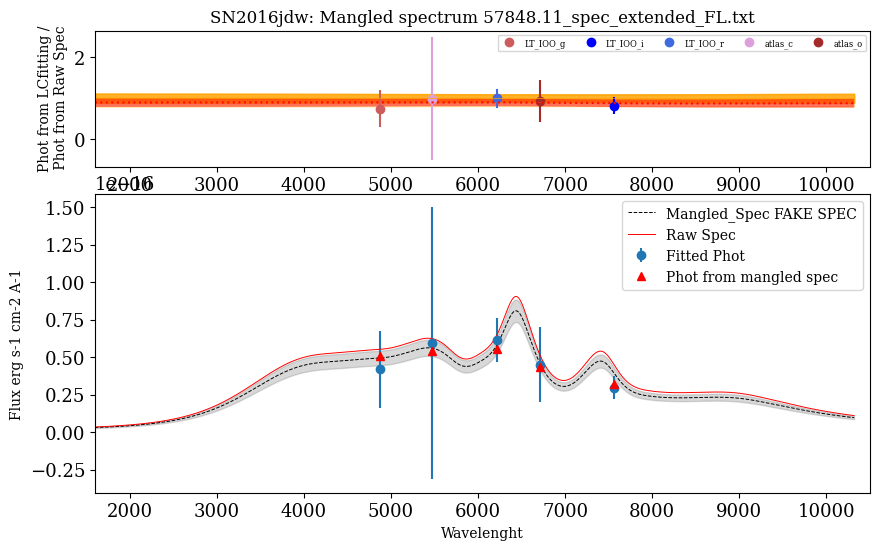 SN2016jdw: Mangled spectrum 57848.11_spec_extended_FL.txt
Phot from LCfitting /
Phot from Raw Spec
LT_IOO_g LT_IOO_i LT_IOO_r atlas_c atlas_o
2
0
2000 3000 4000 5000 6000 7000 8000 9000 10000
1e−16
Mangled_Spec FAKE SPEC
Raw Spec
Fitted Phot
Phot from mangled spec
Flux erg s-1 cm-2 A-1
1.50
1.25
1.00
0.75
0.50
0.25
0.00
−0.25
2000 3000 4000 5000 6000 7000 8000 9000 10000
Wavelenght